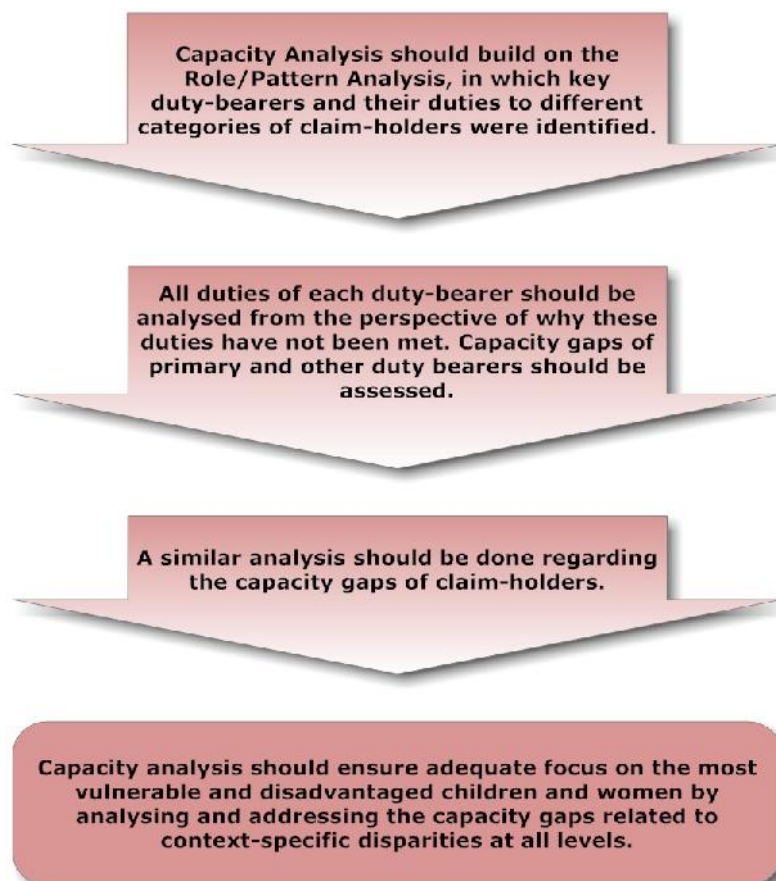 Capacity Analysis should build on the
Role/Pattern Analysis, in which key
duty-bearers and their duties to different
categories of claim-holders were identified.
All duties of each duty-bearer should be
analysed from the perspective of why these
duties have not been met. Capacity gaps of
primary and other duty bearers should be
assessed.
A similar analysis should be done regarding
the capacity gaps of claim-holders.
Capacity analysis should ensure adequate focus on the most
vulnerable and disadvantaged children and women by
analysing and addressing the capacity gaps related to
context-specific disparities at all levels.